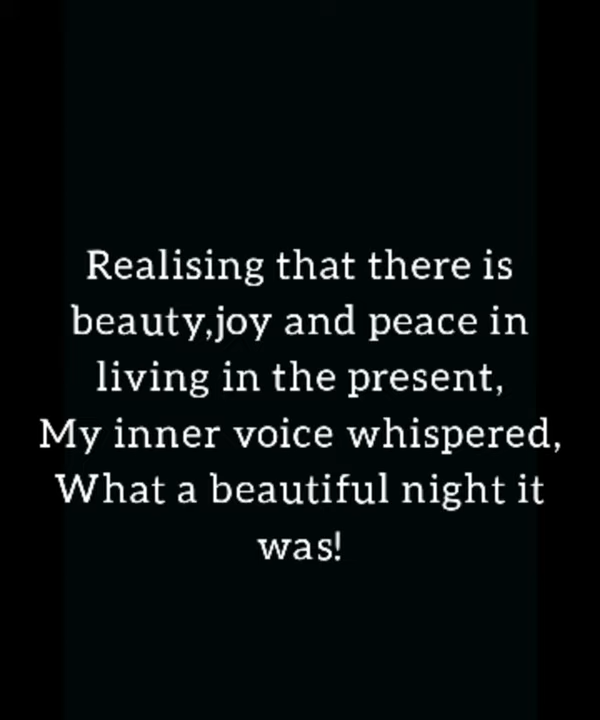 Realising that there is
beauty,joy and peace in
living in the present,
My inner voice whispered,
What a beautiful night it
was!